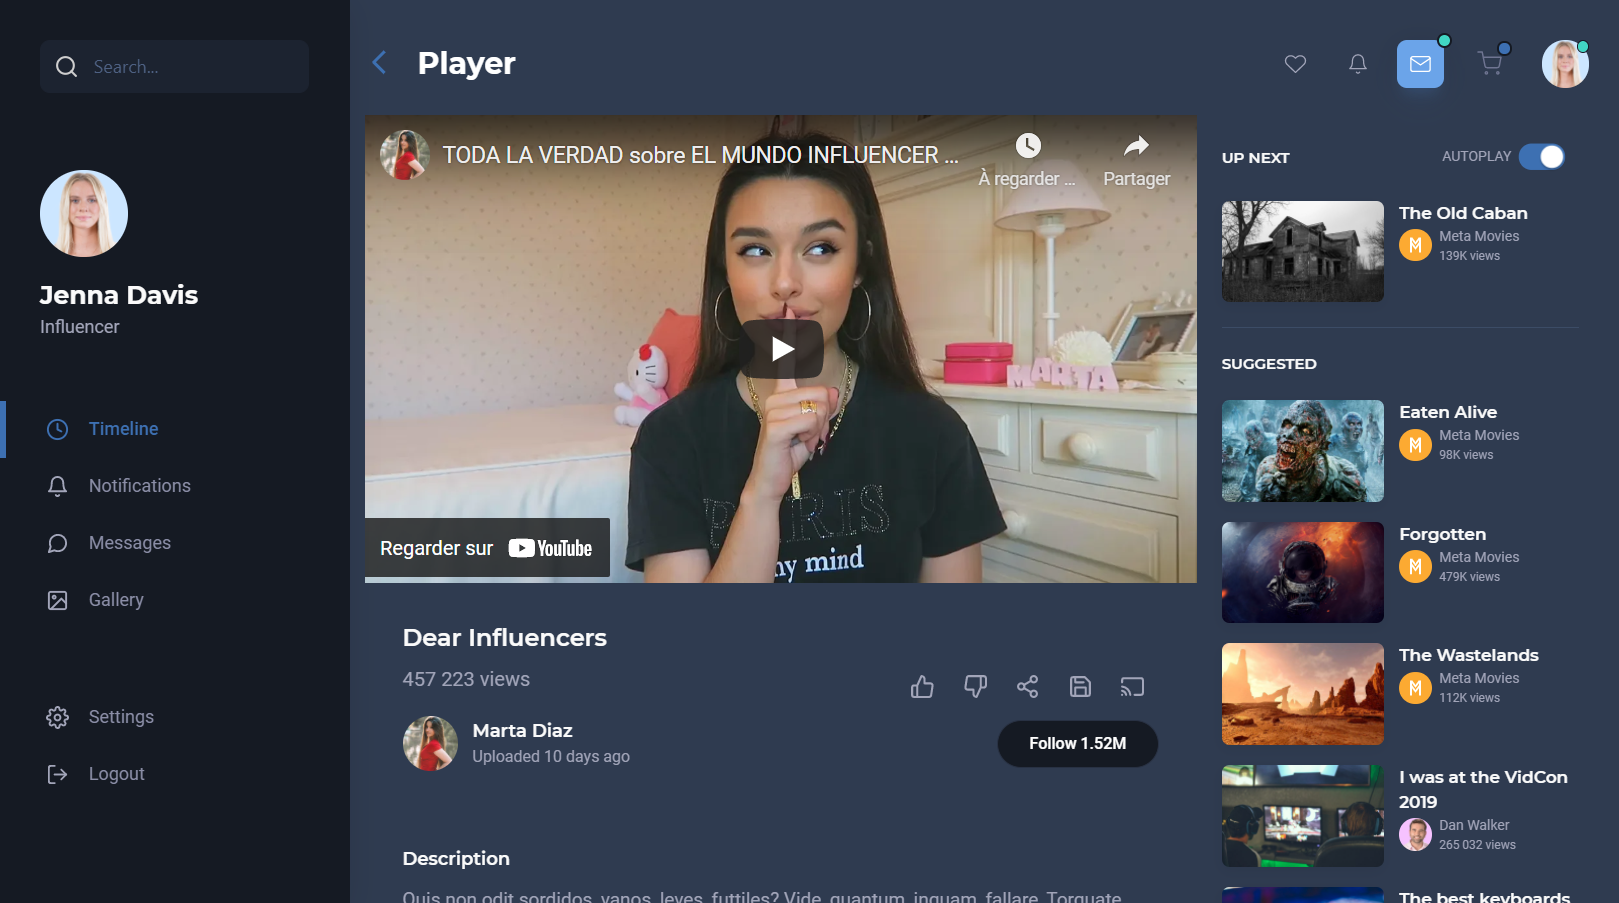 Search...
Jenna Davis
Influencer
Timeline
Notifications
Messages
Gallery
Settings
Logout
Player
TODA LA VERDAD sobre EL MUNDO INFLUENCER ...
À regarder ...
Partager
MARTA
PARIS
my mind
Regarder sur YouTube
Dear Influencers
457 223 views
Marta Diaz
Uploaded 10 days ago
Follow 1.52M
Description
Quis non odit sordidos, vanos, leves, futtiles? Vide, quantum, inquam, fallare, Torquate.
UP NEXT
AUTOPLAY
The Old Caban
Meta Movies
139K views
SUGGESTED
Eaten Alive
Meta Movies
98K views
Forgotten
Meta Movies
479K views
The Wastelands
Meta Movies
112K views
I was at the VidCon
2019
Dan Walker
265 032 views
The best keyboards